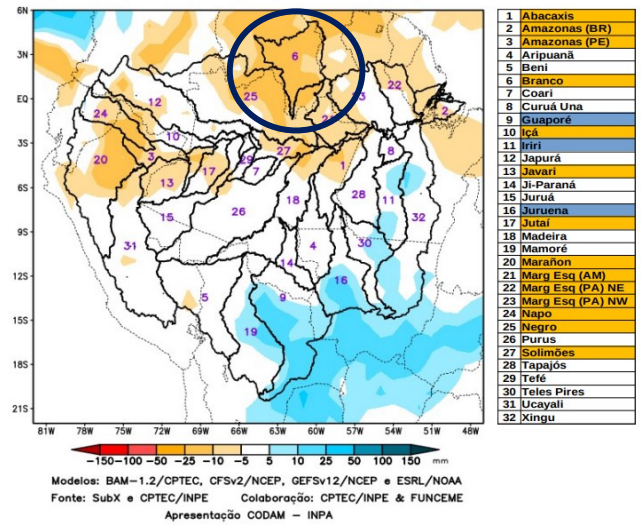 6N
3N
EQ
3S
6S
9S
12S
15S
18S
21S
81W 78W 75W 72W 69W 66W 63W 60W 57W 54W 51W 48W
6
25
22
23
2
12
24
10
3
20
13
17
29
7
27
1
8
15
26
18
28
11
32
31
4
30
14
16
5
9
19
-150 -100 -50 -25 -10 -5 5 10 25 50 100 150 mm
Modelos: BAM-1.2/CPTEC, CFSv2/NCEP, GEFSv12/NCEP e ESRL/NOAA
Fonte: SubX e CPTEC/INPE Colaboração: CPTEC/INPE & FUNCEME
Apresentação CODAM - INPA
1 Abacaxis
2 Amazonas (BR)
3 Amazonas (PE)
4 Aripuanã
5 Beni
6 Branco
7 Coari
8 Curuá Una
9 Guaporé
10 Içá
11 Iriri
12 Japurá
13 Javari
14 Ji-Paraná
15 Juruá
16 Juruena
17 Jutaí
18 Madeira
19 Mamoré
20 Marañon
21 Marg Esq (AM)
22 Marg Esq (PA) NE
23 Marg Esq (PA) NW
24 Napo
25 Negro
26 Purus
27 Solimões
28 Tapajós
29 Tefé
30 Teles Pires
31 Ucayali
32 Xingu